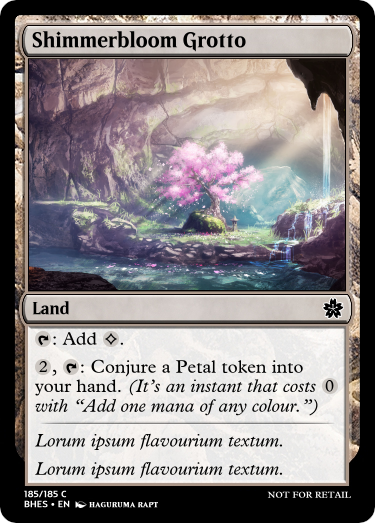 Shimmerbloom Grotto
Land
: Add .
2, : Conjure a Petal token into
your hand. (It's an instant that costs 0
with “Add one mana of any colour.”)
Lorum ipsum flavourium textum.
Lorum ipsum flavourium textum.
185/185 C
BHES • EN HAGURUMA RAPT
NOT FOR RETAIL